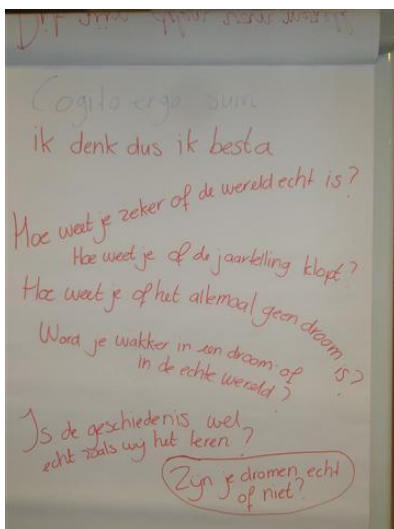 Cogito ergo sum
ik denk dus ik besta
Hoe weet je zeker of de wereld echt is?
Hoe weet je of de jaartelling klopt?
Hoe weet je of het allemaal geen droom is?
Word je wakker in een droom of
in de echte wereld?
Is de geschiedenis wel
echt zoals wij het leren?
Zijn je dromen echt
of niet?